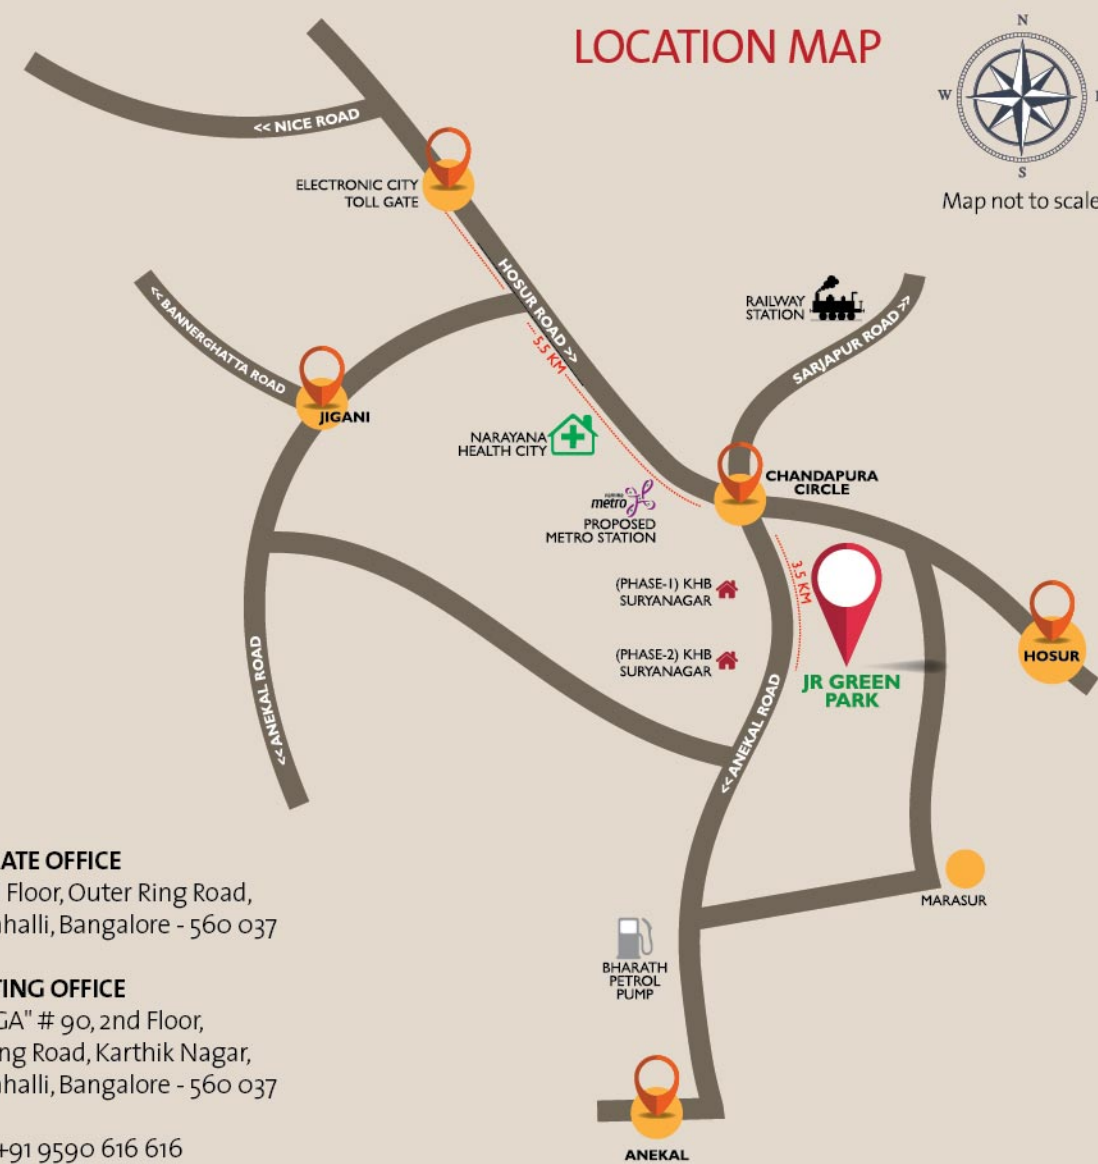 LOCATION MAP
N
W
S
Map not to scale
<< NICE ROAD
ELECTRONIC CITY
TOLL GATE
HOSUR ROAD >>
5.5 KM
<< BANNERGHATTA ROAD
JIGANI
RAILWAY
STATION
SARJAPUR ROAD >>
NARAYANA
HEALTH CITY
metro
PROPOSED
METRO STATION
CHANDAPURA
CIRCLE
3.5 KM
(PHASE-1) KHB
SURYANAGAR
(PHASE-2) KHB
SURYANAGAR
JR GREEN
PARK
HOSUR
<< ANEKAL ROAD
<< ANEKAL ROAD
MARASUR
BHARATH
PETROL
PUMP
ANEKAL
ATE OFFICE
Floor, Outer Ring Road,
halli, Bangalore - 560 037
TING OFFICE
GA" # 90, 2nd Floor,
ng Road, Karthik Nagar,
halli, Bangalore - 560 037
+91 9590 616 616